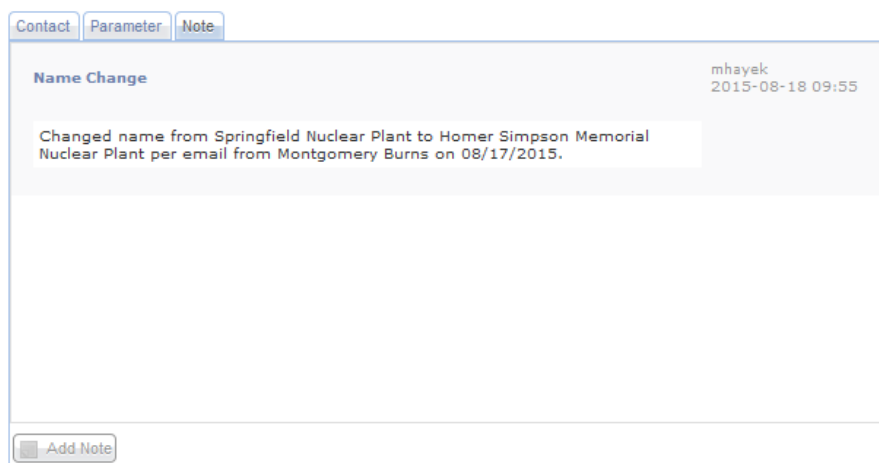 Contact Parameter Note
Name Change
mhayek
2015-08-18 09:55
Changed name from Springfield Nuclear Plant to Homer Simpson Memorial
Nuclear Plant per email from Montgomery Burns on 08/17/2015.
Add Note